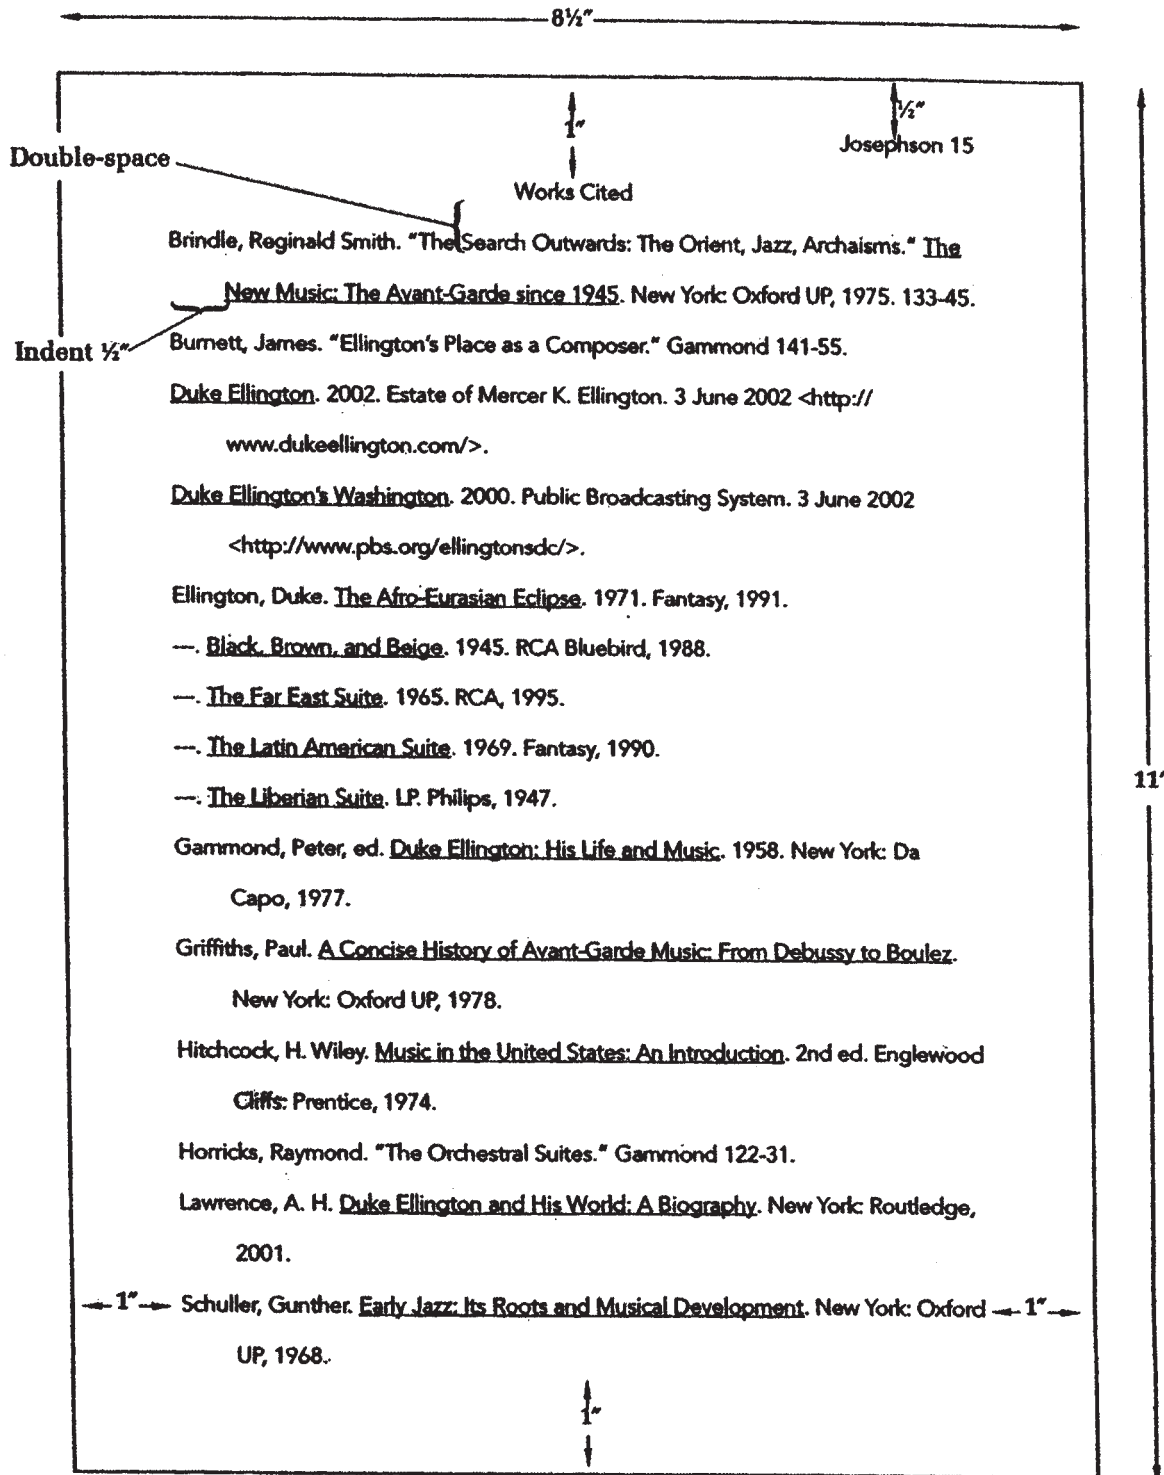 8½"
1"
½"
Josephson 15
Double-space
Works Cited
Brindle, Reginald Smith. "The Search Outwards: The Orient, Jazz, Archaisms." The
New Music: The Avant-Garde since 1945. New York: Oxford UP, 1975. 133-45.
Indent ½"
Burnett, James. "Ellington's Place as a Composer." Gammond 141-55.
Duke Ellington. 2002. Estate of Mercer K. Ellington. 3 June 2002 <http://
www.dukeellington.com/>.
Duke Ellington's Washington. 2000. Public Broadcasting System. 3 June 2002
<http://www.pbs.org/ellingtonsdc/>.
Ellington, Duke. The Afro-Eurasian Eclipse. 1971. Fantasy, 1991.
---. Black, Brown, and Beige. 1945. RCA Bluebird, 1988.
---. The Far East Suite. 1965. RCA, 1995.
---. The Latin American Suite. 1969. Fantasy, 1990.
---. The Liberian Suite. LP. Philips, 1947.
11"
Gammond, Peter, ed. Duke Ellington: His Life and Music. 1958. New York: Da
Capo, 1977.
Griffiths, Paul. A Concise History of Avant-Garde Music: From Debussy to Boulez.
New York: Oxford UP, 1978.
Hitchcock, H. Wiley. Music in the United States: An Introduction. 2nd ed. Englewood
Cliffs: Prentice, 1974.
Horricks, Raymond. "The Orchestral Suites." Gammond 122-31.
Lawrence, A. H. Duke Ellington and His World: A Biography. New York: Routledge,
2001.
1" Schuller, Gunther. Early Jazz: Its Roots and Musical Development. New York: Oxford 1"
UP, 1968.
1"